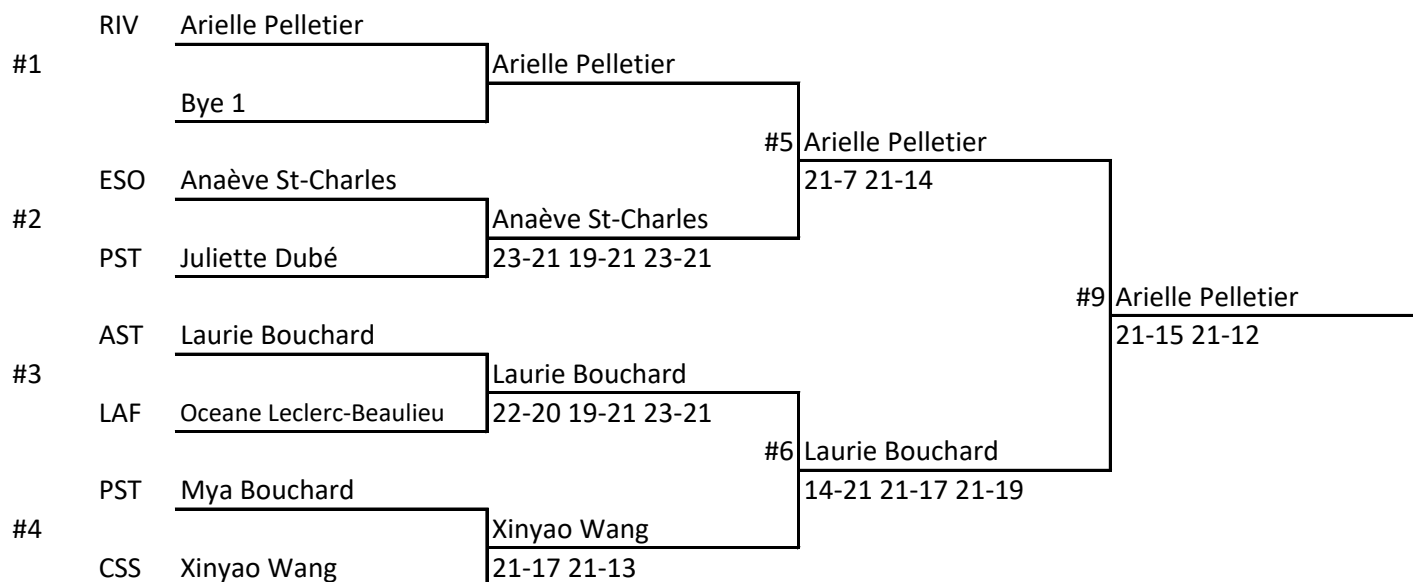 RIV Arielle Pelletier
#1 Arielle Pelletier
Bye 1
#5 Arielle Pelletier
ESO Anaève St-Charles 21-7 21-14
#2 Anaève St-Charles
PST Juliette Dubé 23-21 19-21 23-21
#9 Arielle Pelletier
AST Laurie Bouchard 21-15 21-12
#3 Laurie Bouchard
LAF Oceane Leclerc-Beaulieu 22-20 19-21 23-21
#6 Laurie Bouchard
PST Mya Bouchard 14-21 21-17 21-19
#4 Xinyao Wang
CSS Xinyao Wang 21-17 21-13